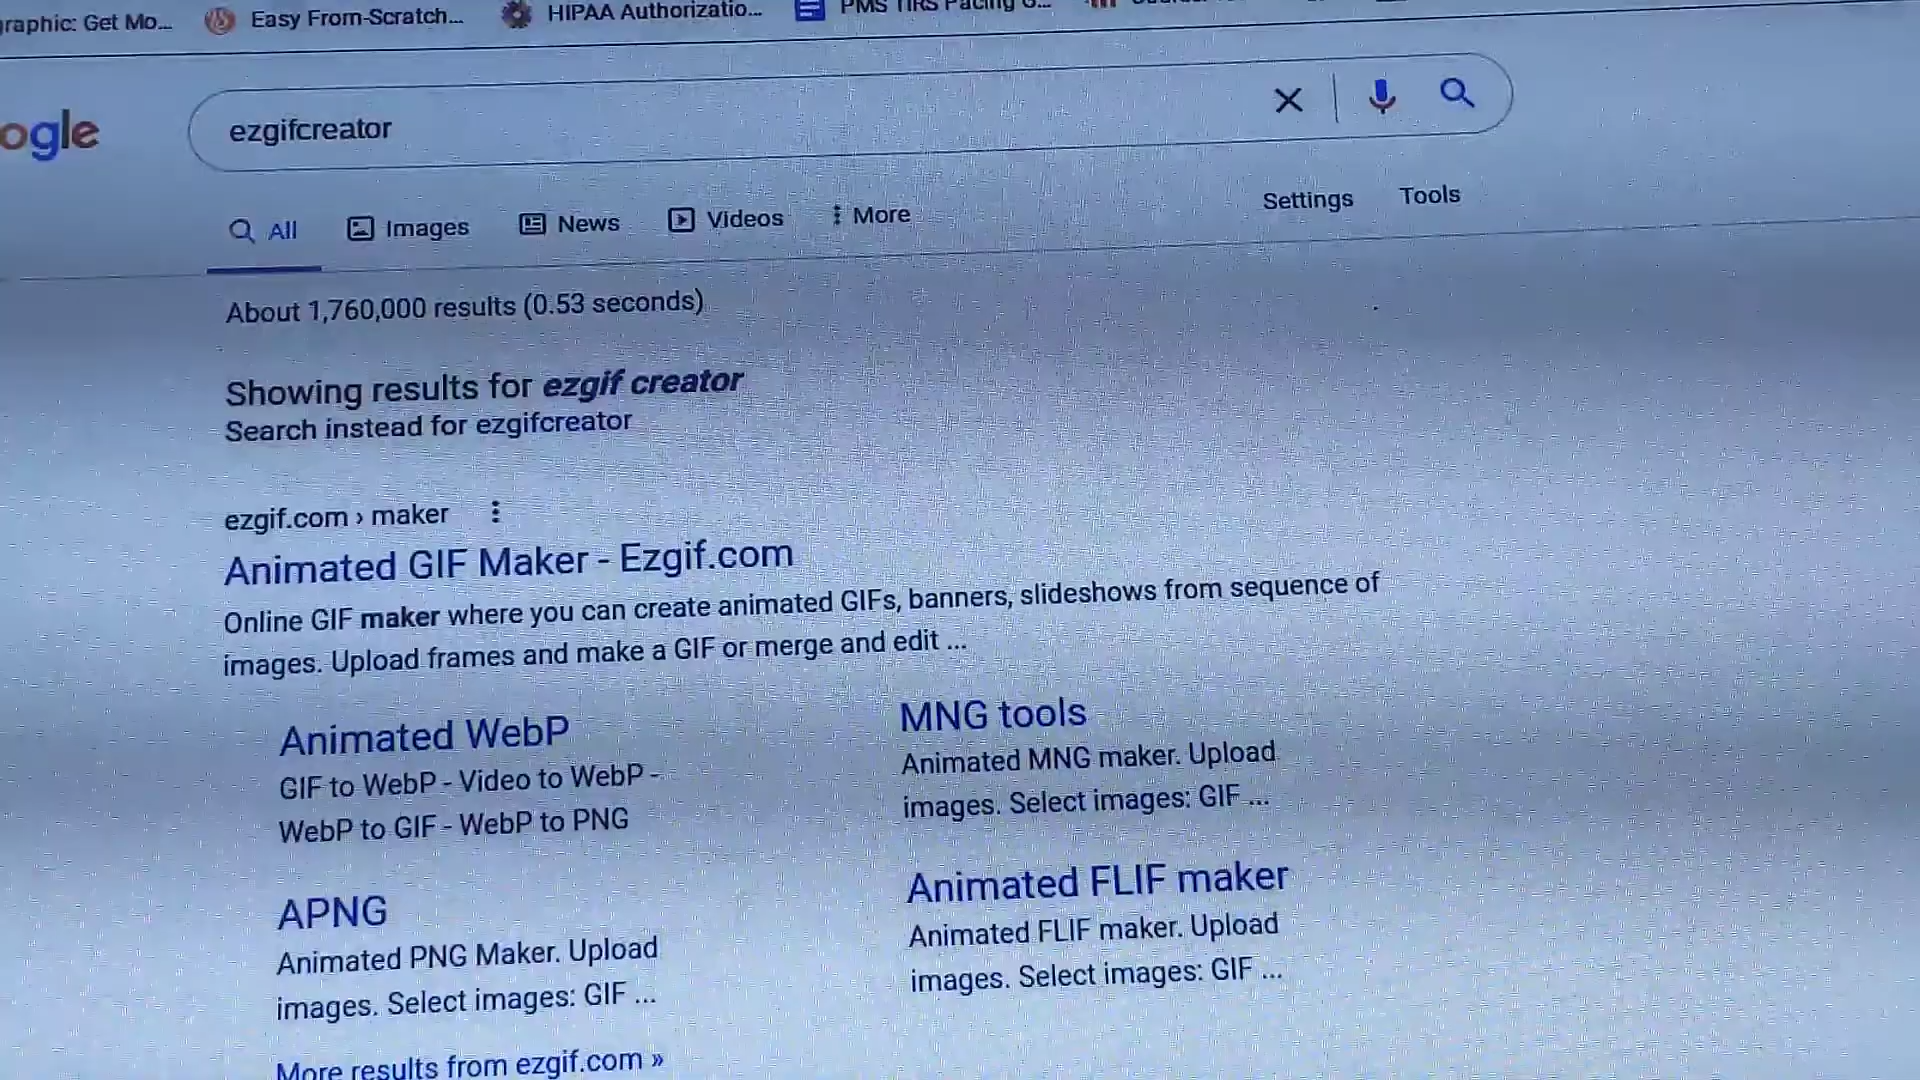 raphic: Get Mo... Easy From-Scratch... HIPAA Authorizatio... PMS TIRS Pacing G...
ogle ezgifcreator
All Images News Videos More Settings Tools
About 1,760,000 results (0.53 seconds)
Showing results for ezgif creator
Search instead for ezgifcreator
ezgif.com › maker
Animated GIF Maker - Ezgif.com
Online GIF maker where you can create animated GIFs, banners, slideshows from sequence of
images. Upload frames and make a GIF or merge and edit ...
Animated WebP
GIF to WebP - Video to WebP -
WebP to GIF - WebP to PNG
MNG tools
Animated MNG maker. Upload
images. Select images: GIF ...
APNG
Animated PNG Maker. Upload
images. Select images: GIF ...
Animated FLIF maker
Animated FLIF maker. Upload
images. Select images: GIF ...
More results from ezgif.com »